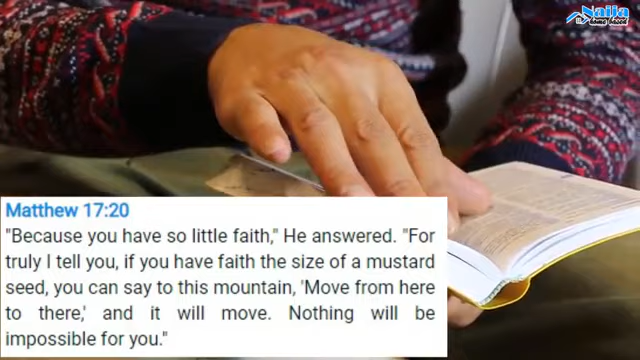 Naija
home based
Matthew 17:20
"Because you have so little faith," He answered. "For
truly I tell you, if you have faith the size of a mustard
seed, you can say to this mountain, 'Move from here
to there,' and it will move. Nothing will be
impossible for you."